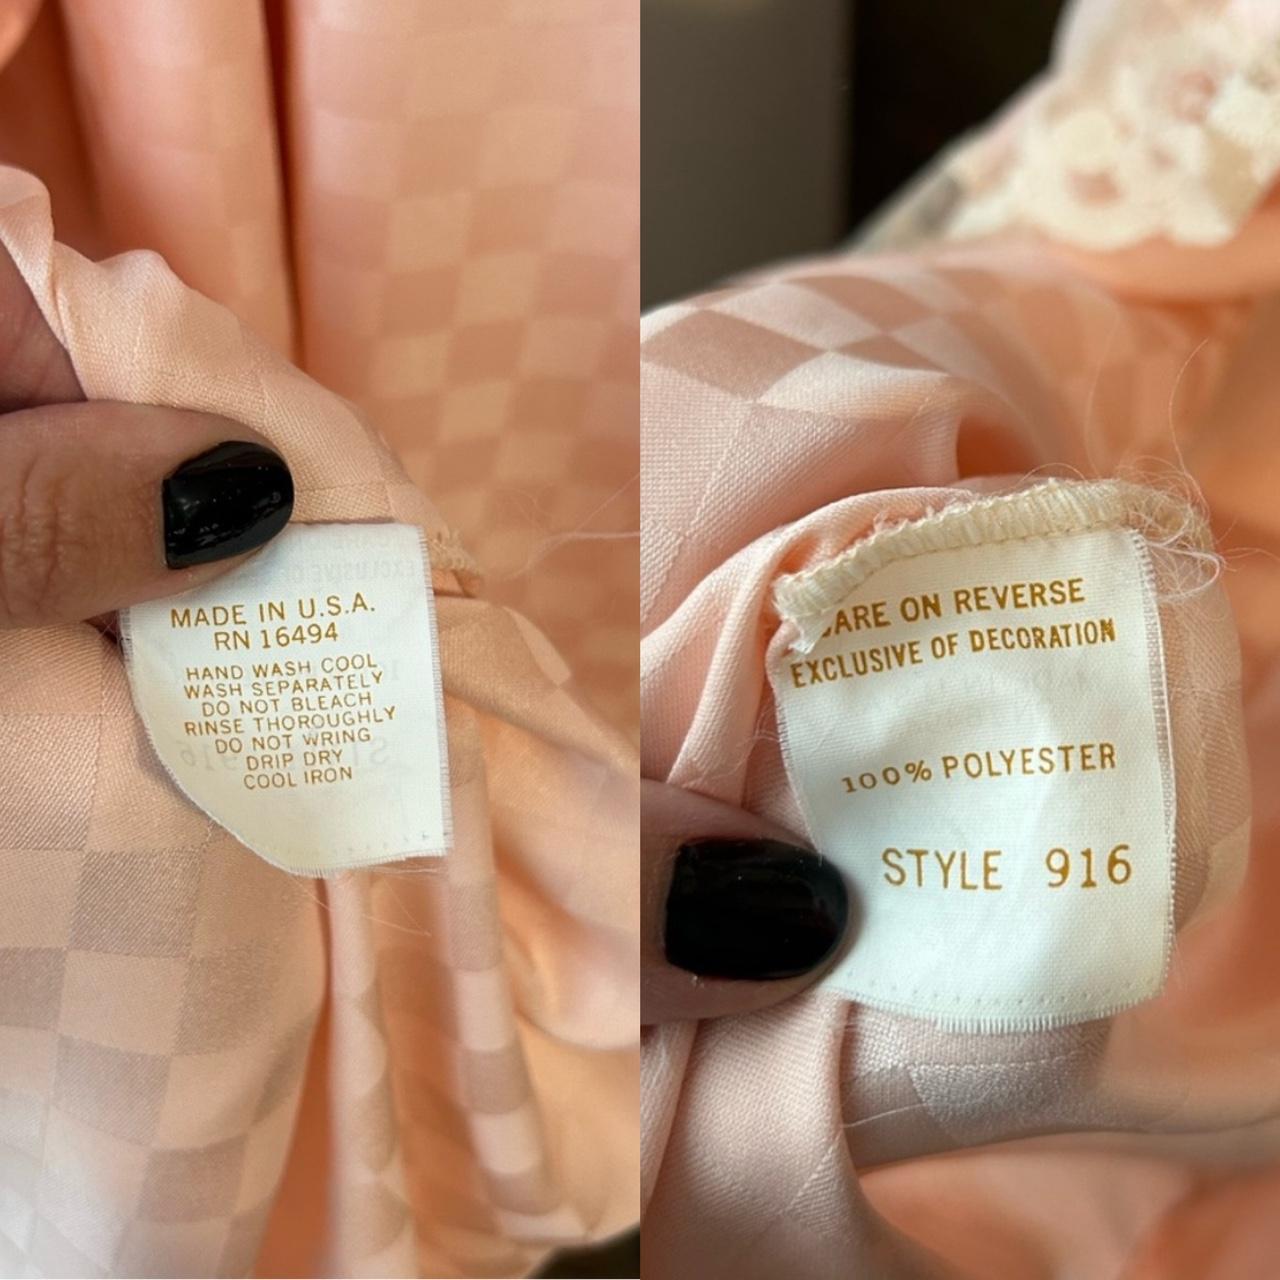 MADE IN U.S.A.
RN 16494
HAND WASH COOL
WASH SEPARATELY
DO NOT BLEACH
RINSE THOROUGHLY
DO NOT WRING
DRIP DRY
COOL IRON
CARE ON REVERSE
EXCLUSIVE OF DECORATION
100% POLYESTER
STYLE 916